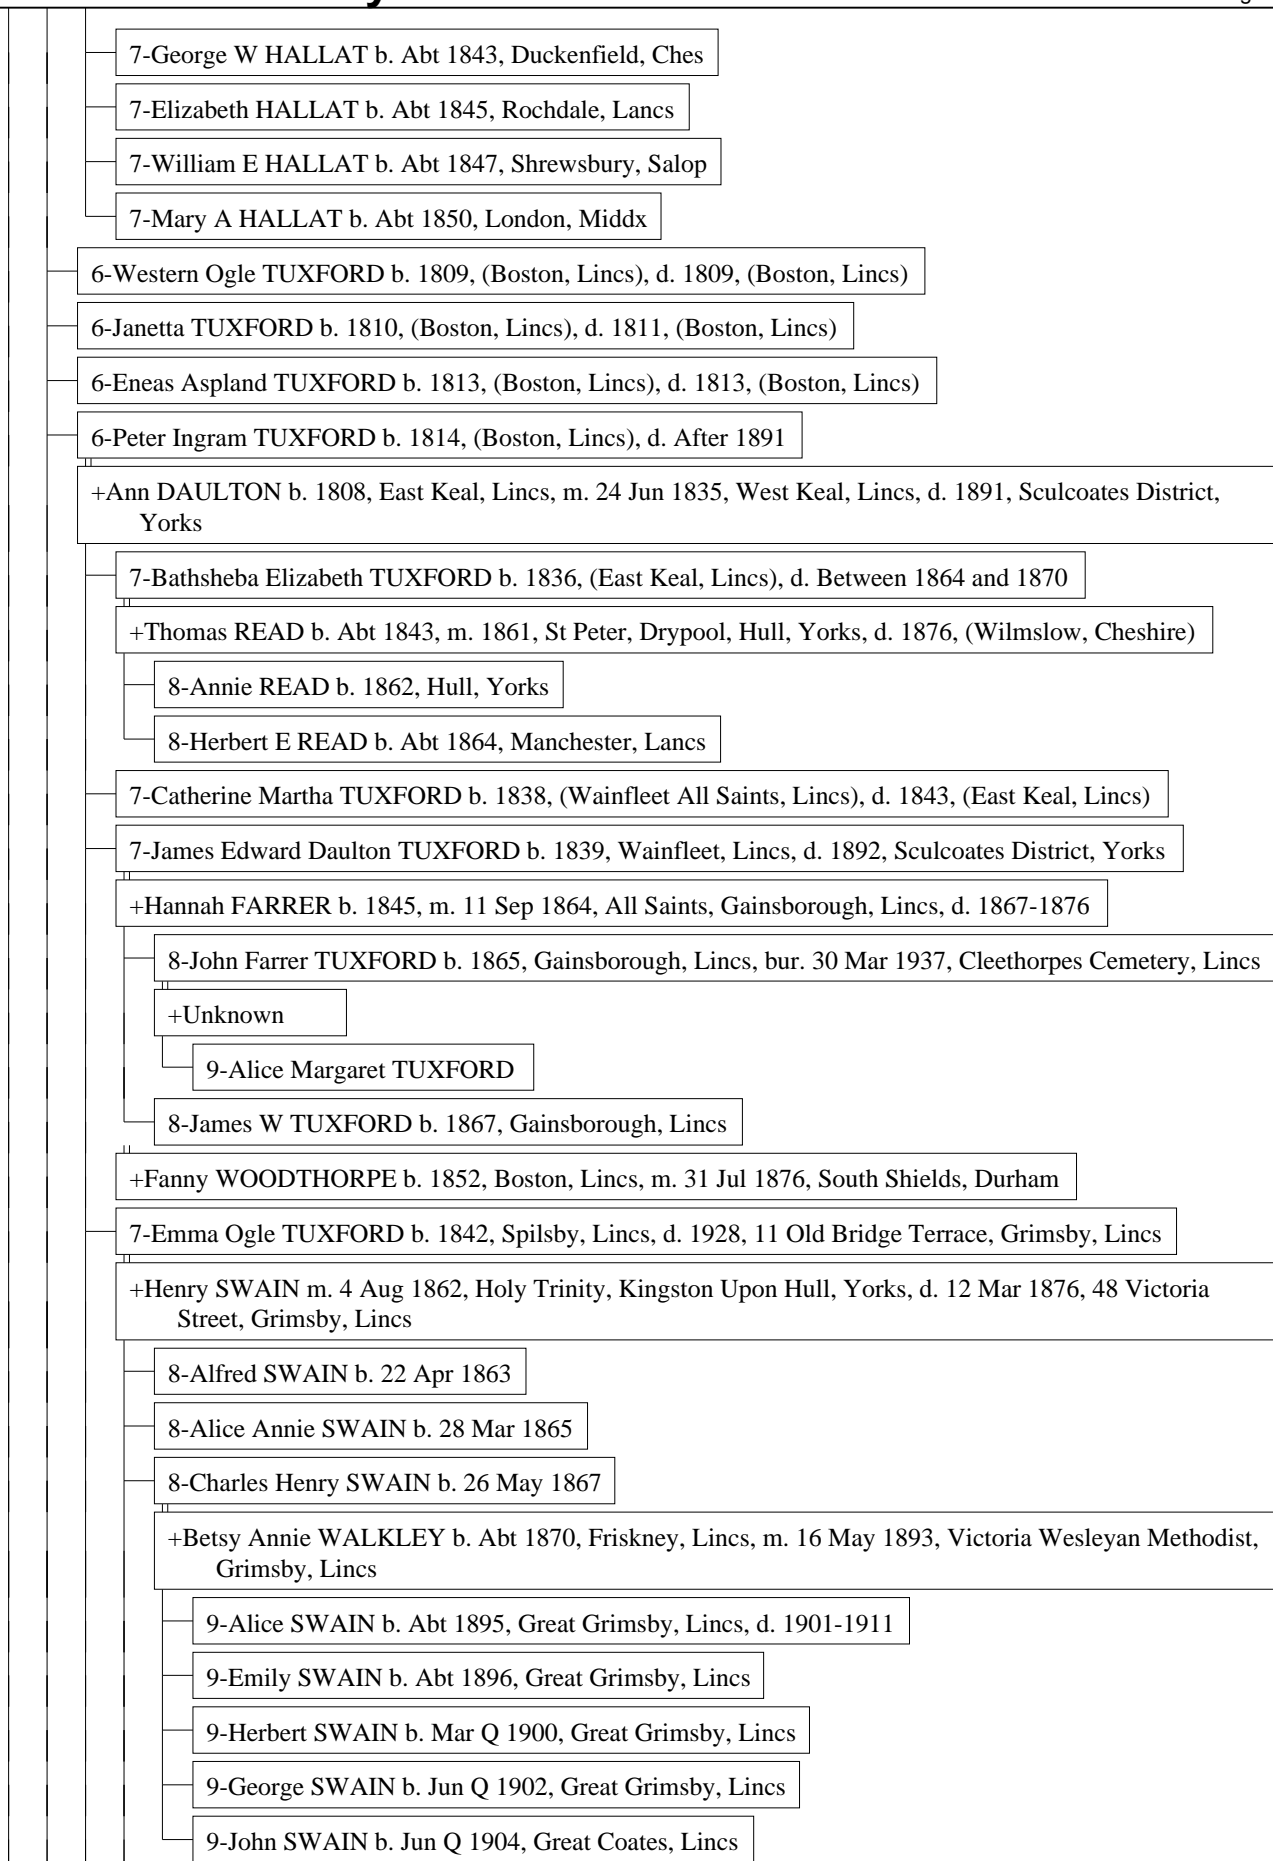 7-George W HALLAT b. Abt 1843, Duckenfield, Ches
7-Elizabeth HALLAT b. Abt 1845, Rochdale, Lancs
7-William E HALLAT b. Abt 1847, Shrewsbury, Salop
7-Mary A HALLAT b. Abt 1850, London, Middx
6-Western Ogle TUXFORD b. 1809, (Boston, Lincs), d. 1809, (Boston, Lincs)
6-Janetta TUXFORD b. 1810, (Boston, Lincs), d. 1811, (Boston, Lincs)
6-Eneas Aspland TUXFORD b. 1813, (Boston, Lincs), d. 1813, (Boston, Lincs)
6-Peter Ingram TUXFORD b. 1814, (Boston, Lincs), d. After 1891
+Ann DAULTON b. 1808, East Keal, Lincs, m. 24 Jun 1835, West Keal, Lincs, d. 1891, Sculcoates District,
Yorks
7-Bathsheba Elizabeth TUXFORD b. 1836, (East Keal, Lincs), d. Between 1864 and 1870
+Thomas READ b. Abt 1843, m. 1861, St Peter, Drypool, Hull, Yorks, d. 1876, (Wilmslow, Cheshire)
8-Annie READ b. 1862, Hull, Yorks
8-Herbert E READ b. Abt 1864, Manchester, Lancs
7-Catherine Martha TUXFORD b. 1838, (Wainfleet All Saints, Lincs), d. 1843, (East Keal, Lincs)
7-James Edward Daulton TUXFORD b. 1839, Wainfleet, Lincs, d. 1892, Sculcoates District, Yorks
+Hannah FARRER b. 1845, m. 11 Sep 1864, All Saints, Gainsborough, Lincs, d. 1867-1876
8-John Farrer TUXFORD b. 1865, Gainsborough, Lincs, bur. 30 Mar 1937, Cleethorpes Cemetery, Lincs
+Unknown
9-Alice Margaret TUXFORD
8-James W TUXFORD b. 1867, Gainsborough, Lincs
+Fanny WOODTHORPE b. 1852, Boston, Lincs, m. 31 Jul 1876, South Shields, Durham
7-Emma Ogle TUXFORD b. 1842, Spilsby, Lincs, d. 1928, 11 Old Bridge Terrace, Grimsby, Lincs
+Henry SWAIN m. 4 Aug 1862, Holy Trinity, Kingston Upon Hull, Yorks, d. 12 Mar 1876, 48 Victoria
Street, Grimsby, Lincs
8-Alfred SWAIN b. 22 Apr 1863
8-Alice Annie SWAIN b. 28 Mar 1865
8-Charles Henry SWAIN b. 26 May 1867
+Betsy Annie WALKLEY b. Abt 1870, Friskney, Lincs, m. 16 May 1893, Victoria Wesleyan Methodist,
Grimsby, Lincs
9-Alice SWAIN b. Abt 1895, Great Grimsby, Lincs, d. 1901-1911
9-Emily SWAIN b. Abt 1896, Great Grimsby, Lincs
9-Herbert SWAIN b. Mar Q 1900, Great Grimsby, Lincs
9-George SWAIN b. Jun Q 1902, Great Grimsby, Lincs
9-John SWAIN b. Jun Q 1904, Great Coates, Lincs